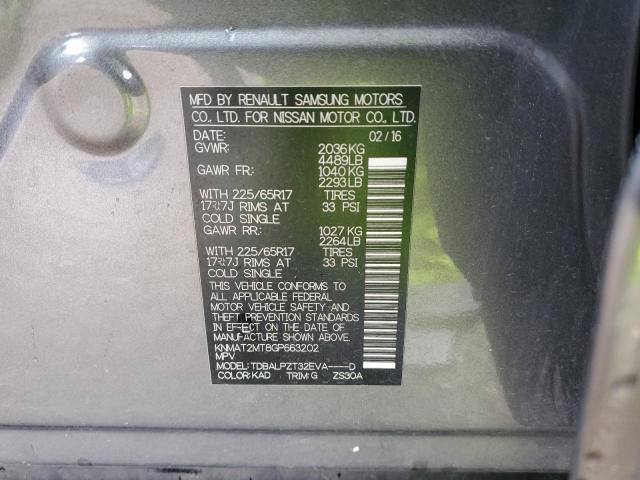 MFD BY RENAULT SAMSUNG MOTORS
CO., LTD. FOR NISSAN MOTOR CO., LTD.
DATE: 02/16
GVWR: 2036KG
4489LB
GAWR FR: 1040KG
2293LB
WITH 225/65R17 TIRES
17X7J RIMS AT 33 PSI
COLD SINGLE
GAWR RR: 1027KG
2264LB
WITH 225/65R17 TIRES
17X7J RIMS AT 33 PSI
COLD SINGLE
THIS VEHICLE CONFORMS TO
ALL APPLICABLE FEDERAL
MOTOR VEHICLE SAFETY AND
THEFT PREVENTION STANDARDS
IN EFFECT ON THE DATE OF
MANUFACTURE SHOWN ABOVE.
KNMAT2MT8GP663202
MPV
MODEL: TDBALPZT32EVA----D
COLOR: KAD TRIM: G ZS30A